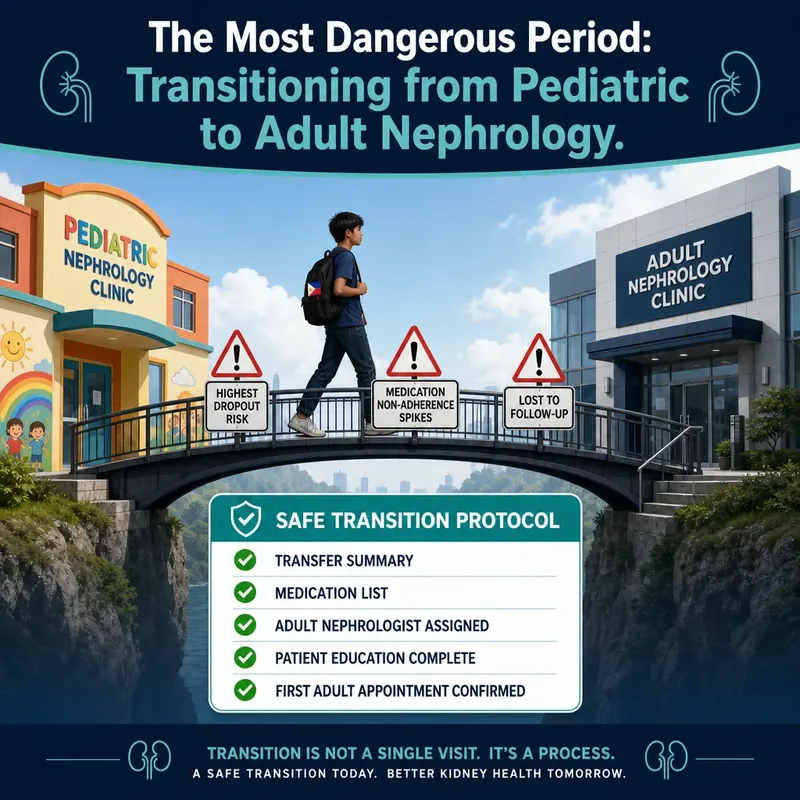 The Most Dangerous Period:
Transitioning from Pediatric
to Adult Nephrology.
PEDIATRIC
NEPHROLOGY
CLINIC
ADULT
NEPHROLOGY
CLINIC
HIGHEST
DROPOUT
RISK
MEDICATION
NON-ADHERENCE
SPIKES
LOST TO
FOLLOW-UP
SAFE TRANSITION PROTOCOL
TRANSFER SUMMARY
MEDICATION LIST
ADULT NEPHROLOGIST ASSIGNED
PATIENT EDUCATION COMPLETE
FIRST ADULT APPOINTMENT CONFIRMED
TRANSITION IS NOT A SINGLE VISIT. IT'S A PROCESS.
A SAFE TRANSITION TODAY. BETTER KIDNEY HEALTH TOMORROW.